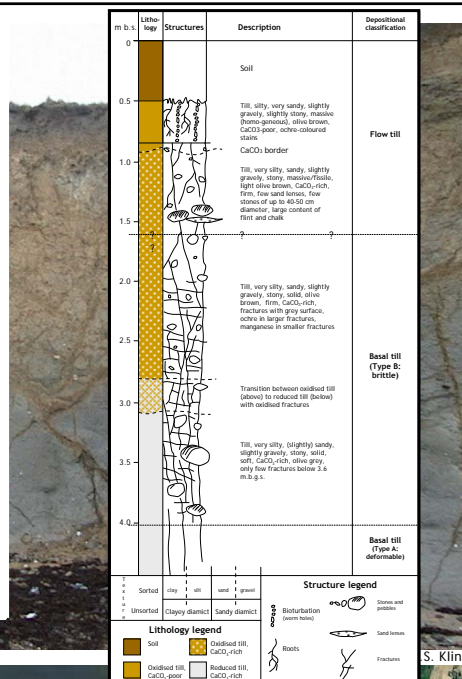 m b.s.
Litho-
logy
Structures
Description
Depositional
classification
0
Soil
0.5
Till, silty, very sandy, slightly
gravely, slightly stony, massive
(homo-geneous), olive brown,
CaCO3-poor, ochre-coloured
stains
Flow till
CaCO₃ border
1.0
Till, very silty, sandy, slightly
gravely, stony, massive/fissile,
light olive brown, CaCO₃-rich,
firm, few sand lenses, few
stones of up to 40-50 cm
diameter, large content of
flint and chalk
1.5
? ? ?
?
2.0
Till, very silty, sandy, slightly
gravely, stony, solid, olive
brown, firm, CaCO₃-rich,
fractures with grey surface,
ochre in larger fractures,
manganese in smaller fractures
2.5
Basal till
(Type B:
brittle)
Transition between oxidised till
(above) to reduced till (below)
with oxidised fractures
3.0
Till, very silty, (slightly) sandy,
slightly gravely, stony, solid,
soft, CaCO₃-rich, olive grey,
only few fractures below 3.6
m.b.g.s.
3.5
4.0
Basal till
(Type A:
deformable)
Texture
Sorted clay silt sand gravel
Unsorted Clayey diamict Sandy diamict
Lithology legend
Soil
Oxidised till,
CaCO₃-rich
Oxidised till,
CaCO₃-poor
Reduced till,
CaCO₃-rich
Structure legend
Bioturbation
(worm holes)
Stones and
pebbles
Sand lenses
Roots
Fractures
.S. Klin